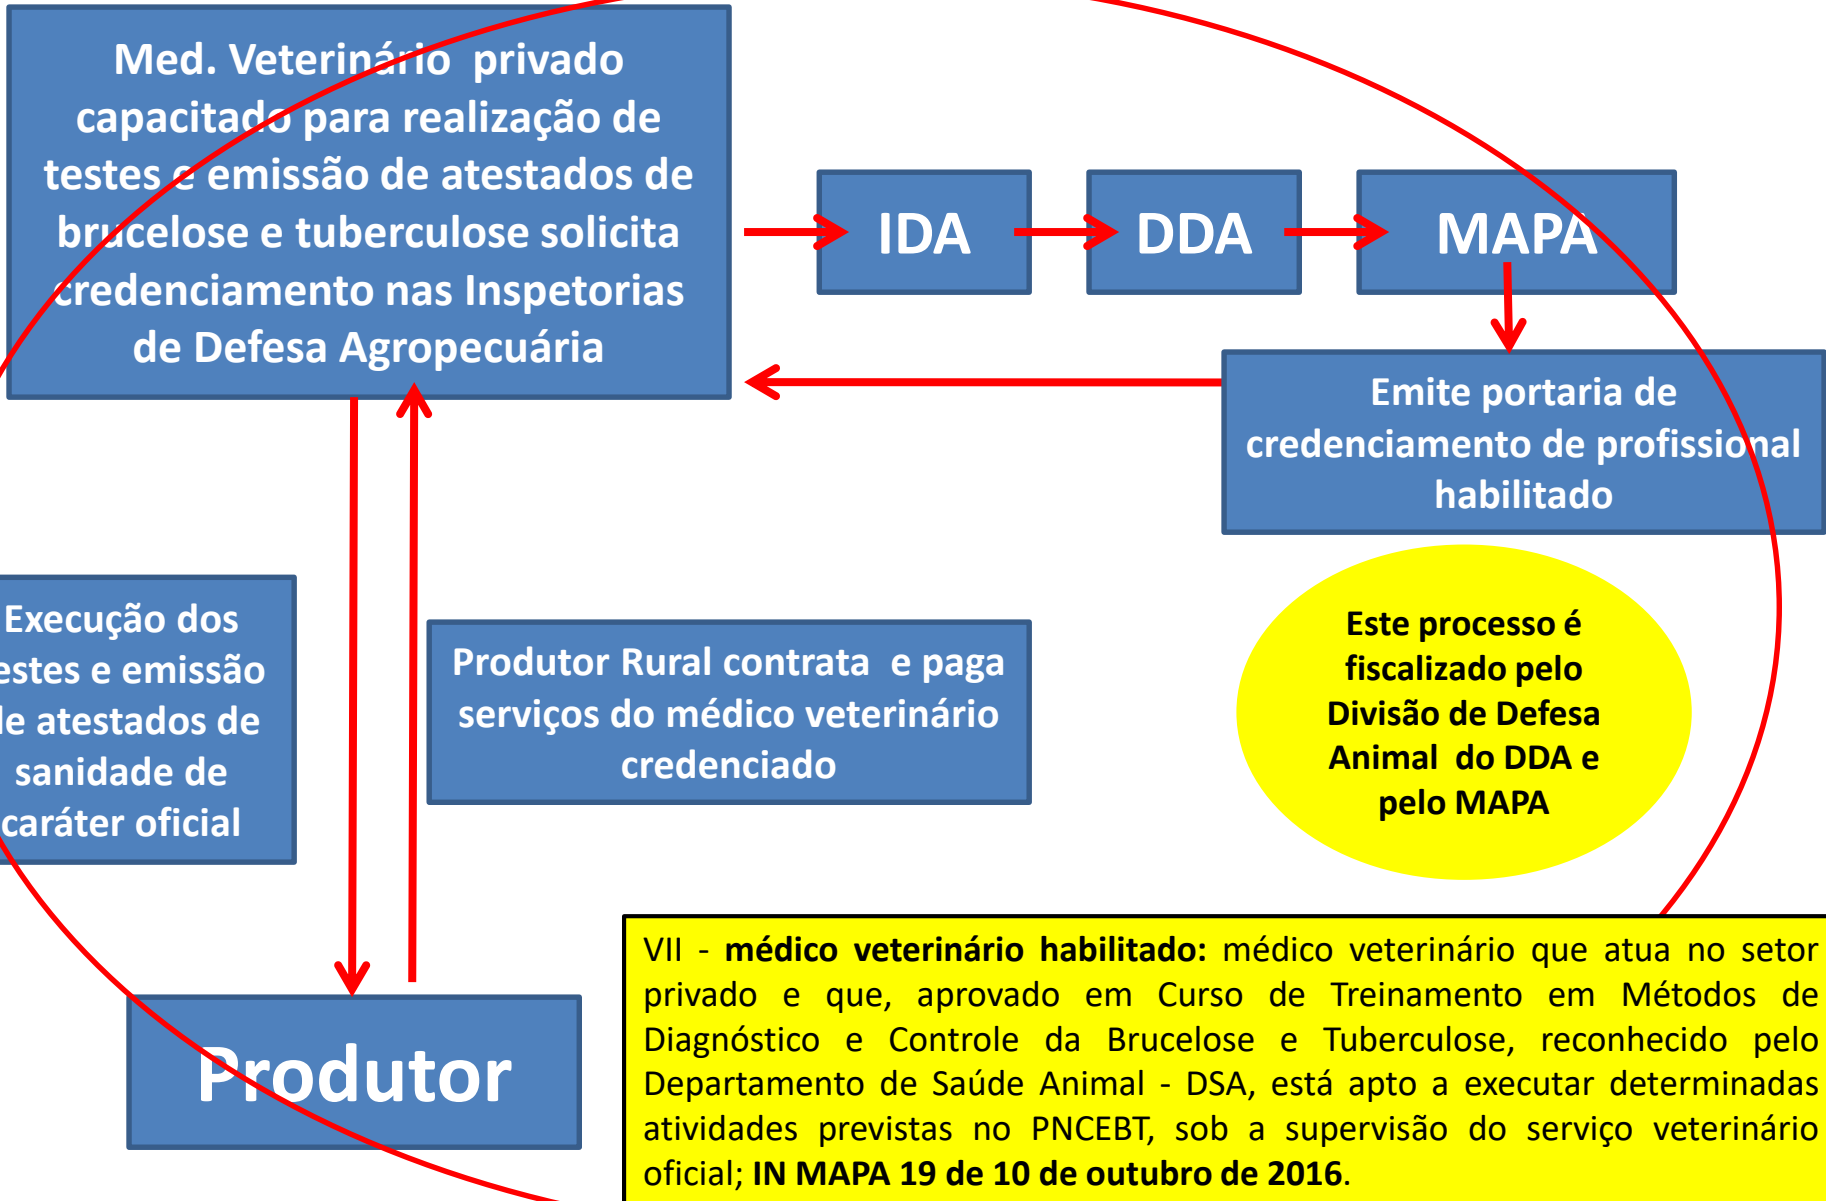 Med. Veterinário privado
capacitado para realização de
testes e emissão de atestados de
brucelose e tuberculose solicita
credenciamento nas Inspetorias
de Defesa Agropecuária
IDA
DDA
MAPA
Emite portaria de
credenciamento de profissional
habilitado
Execução dos
estes e emissão
de atestados de
sanidade de
caráter oficial
Produtor Rural contrata e paga
serviços do médico veterinário
credenciado
Este processo é
fiscalizado pelo
Divisão de Defesa
Animal do DDA e
pelo MAPA
Produtor
VII - médico veterinário habilitado: médico veterinário que atua no setor
privado e que, aprovado em Curso de Treinamento em Métodos de
Diagnóstico e Controle da Brucelose e Tuberculose, reconhecido pelo
Departamento de Saúde Animal - DSA, está apto a executar determinadas
atividades previstas no PNCEBT, sob a supervisão do serviço veterinário
oficial; IN MAPA 19 de 10 de outubro de 2016.